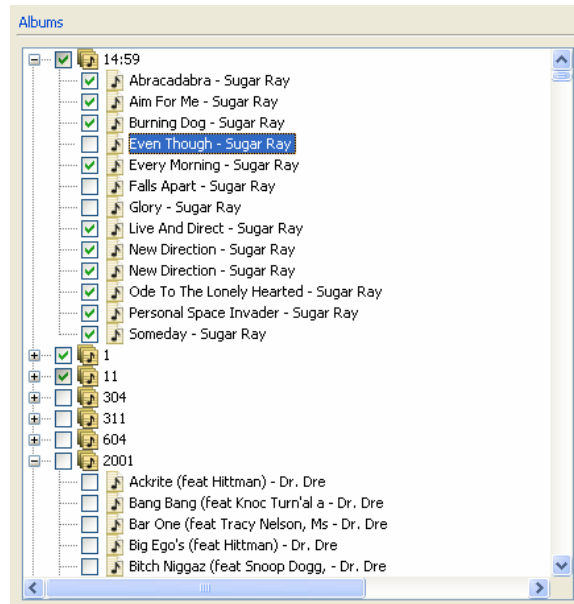 Albums
14:59
Abracadabra - Sugar Ray
Aim For Me - Sugar Ray
Burning Dog - Sugar Ray
Even Though - Sugar Ray
Every Morning - Sugar Ray
Falls Apart - Sugar Ray
Glory - Sugar Ray
Live And Direct - Sugar Ray
New Direction - Sugar Ray
New Direction - Sugar Ray
Ode To The Lonely Hearted - Sugar Ray
Personal Space Invader - Sugar Ray
Someday - Sugar Ray
1
11
304
311
604
2001
Ackrite (feat Hittman) - Dr. Dre
Bang Bang (feat Knoc Turn'al a - Dr. Dre
Bar One (feat Tracy Nelson, Ms - Dr. Dre
Big Ego's (feat Hittman) - Dr. Dre
Bitch Niggaz (feat Snoop Dogg, - Dr. Dre